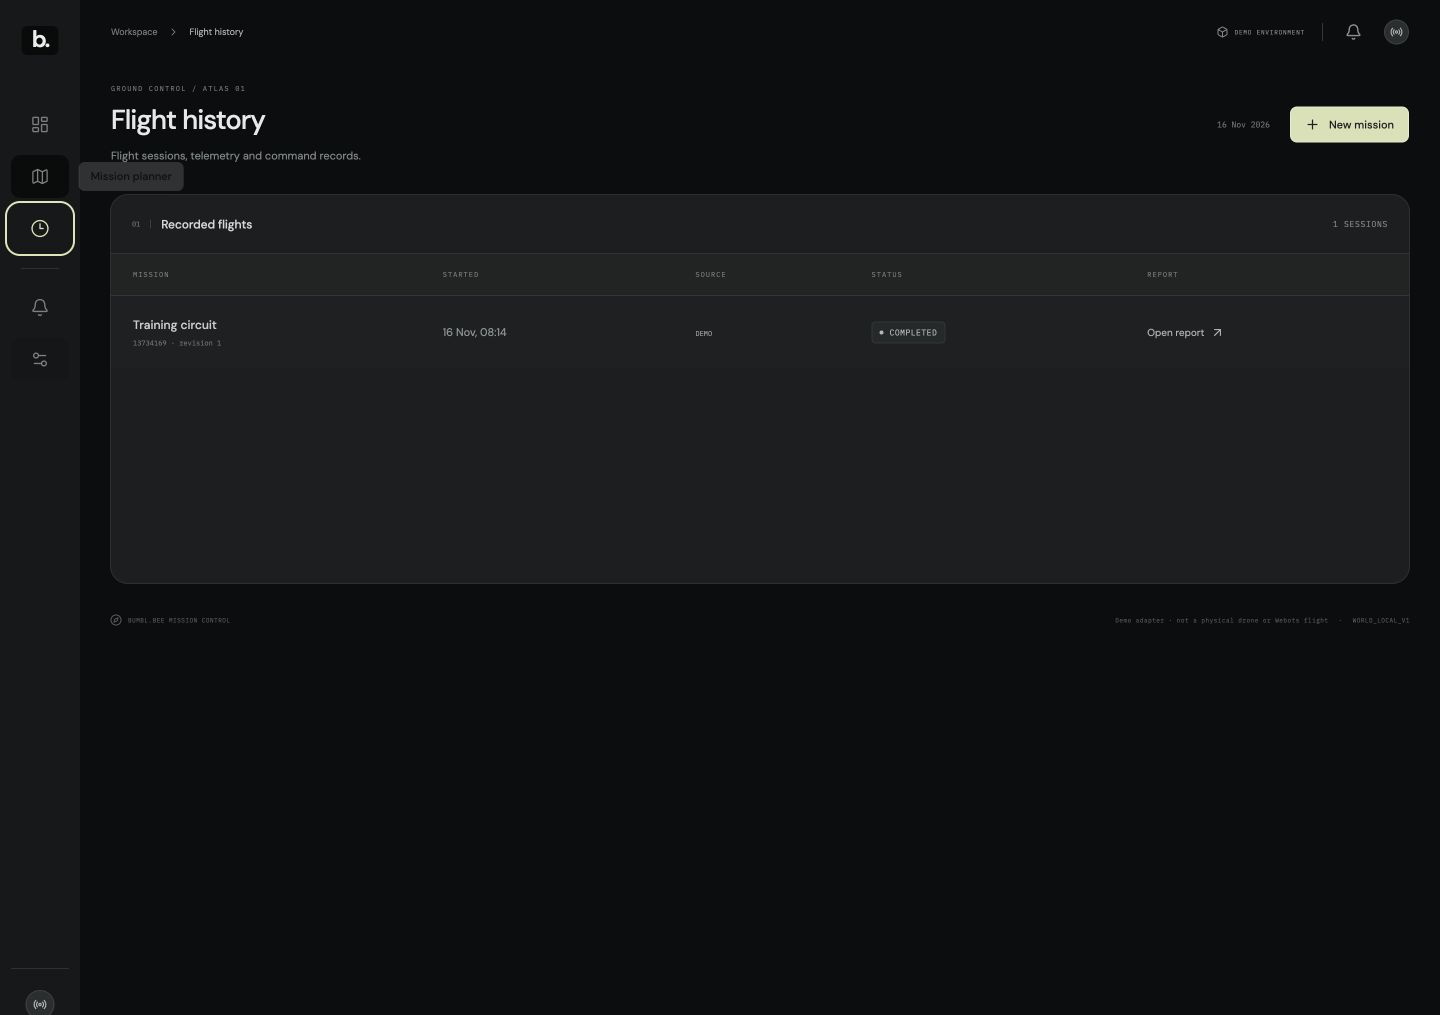 b.
Workspace > Flight history
DEMO ENVIRONMENT
GROUND CONTROL / ATLAS 01
Flight history
16 Nov 2026
+ New mission
Flight sessions, telemetry and command records.
Mission planner
01 | Recorded flights
1 SESSIONS
MISSION STARTED SOURCE STATUS REPORT
Training circuit
16 Nov, 08:14 DEMO COMPLETED Open report
13734169 · revision 1
BUMBL.BEE MISSION CONTROL
Demo adapter · not a physical drone or Webots flight · WORLD_LOCAL_V1